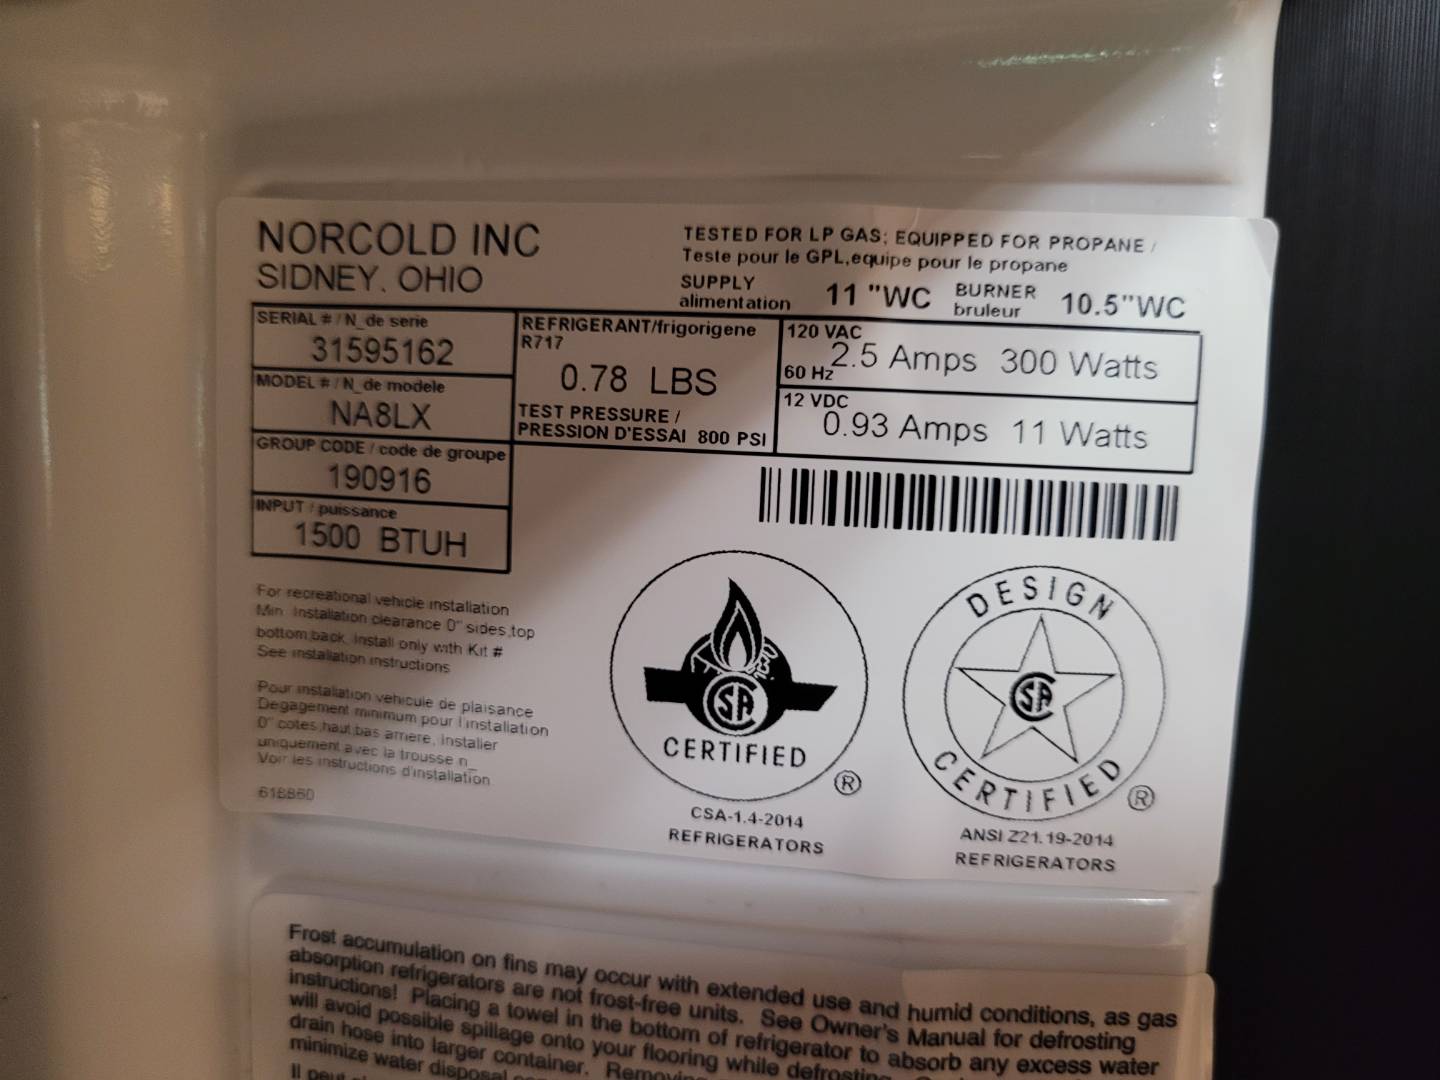 NORCOLD INC
SIDNEY, OHIO
TESTED FOR LP GAS; EQUIPPED FOR PROPANE /
Teste pour le GPL,equipe pour le propane
SUPPLY
alimentation
11 "WC
BURNER
bruleur
10.5"WC
SERIAL # / N_de serie
31595162
MODEL # / N_de modele
NA8LX
GROUP CODE / code de groupe
190916
INPUT / puissance
1500 BTUH
REFRIGERANT/frigorigene
R717
0.78 LBS
TEST PRESSURE /
PRESSION D'ESSAI 800 PSI
120 VAC
60 Hz
2.5 Amps 300 Watts
12 VDC
0.93 Amps 11 Watts
For recreational vehicle installation
Min. Installation clearance 0" sides,top
bottom,back, Install only with Kit #
See installation instructions
Pour installation vehicule de plaisance
Degagement minimum pour l'installation
0" cotes,haut,bas arriere, installer
uniquement avec la trousse n_
Voir les instructions d'installation
618860
SA
CERTIFIED
®
CSA-1.4-2014
REFRIGERATORS
DESIGN
SA
CERTIFIED
®
ANSI Z21.19-2014
REFRIGERATORS
Frost accumulation on fins may occur with extended use and humid conditions, as gas
absorption refrigerators are not frost-free units. See Owner's Manual for defrosting
instructions! Placing a towel in the bottom of refrigerator to absorb any excess water
will avoid possible spillage onto your flooring while defrosting.
drain hose into larger container. Removing
minimize water disposal
Il peut